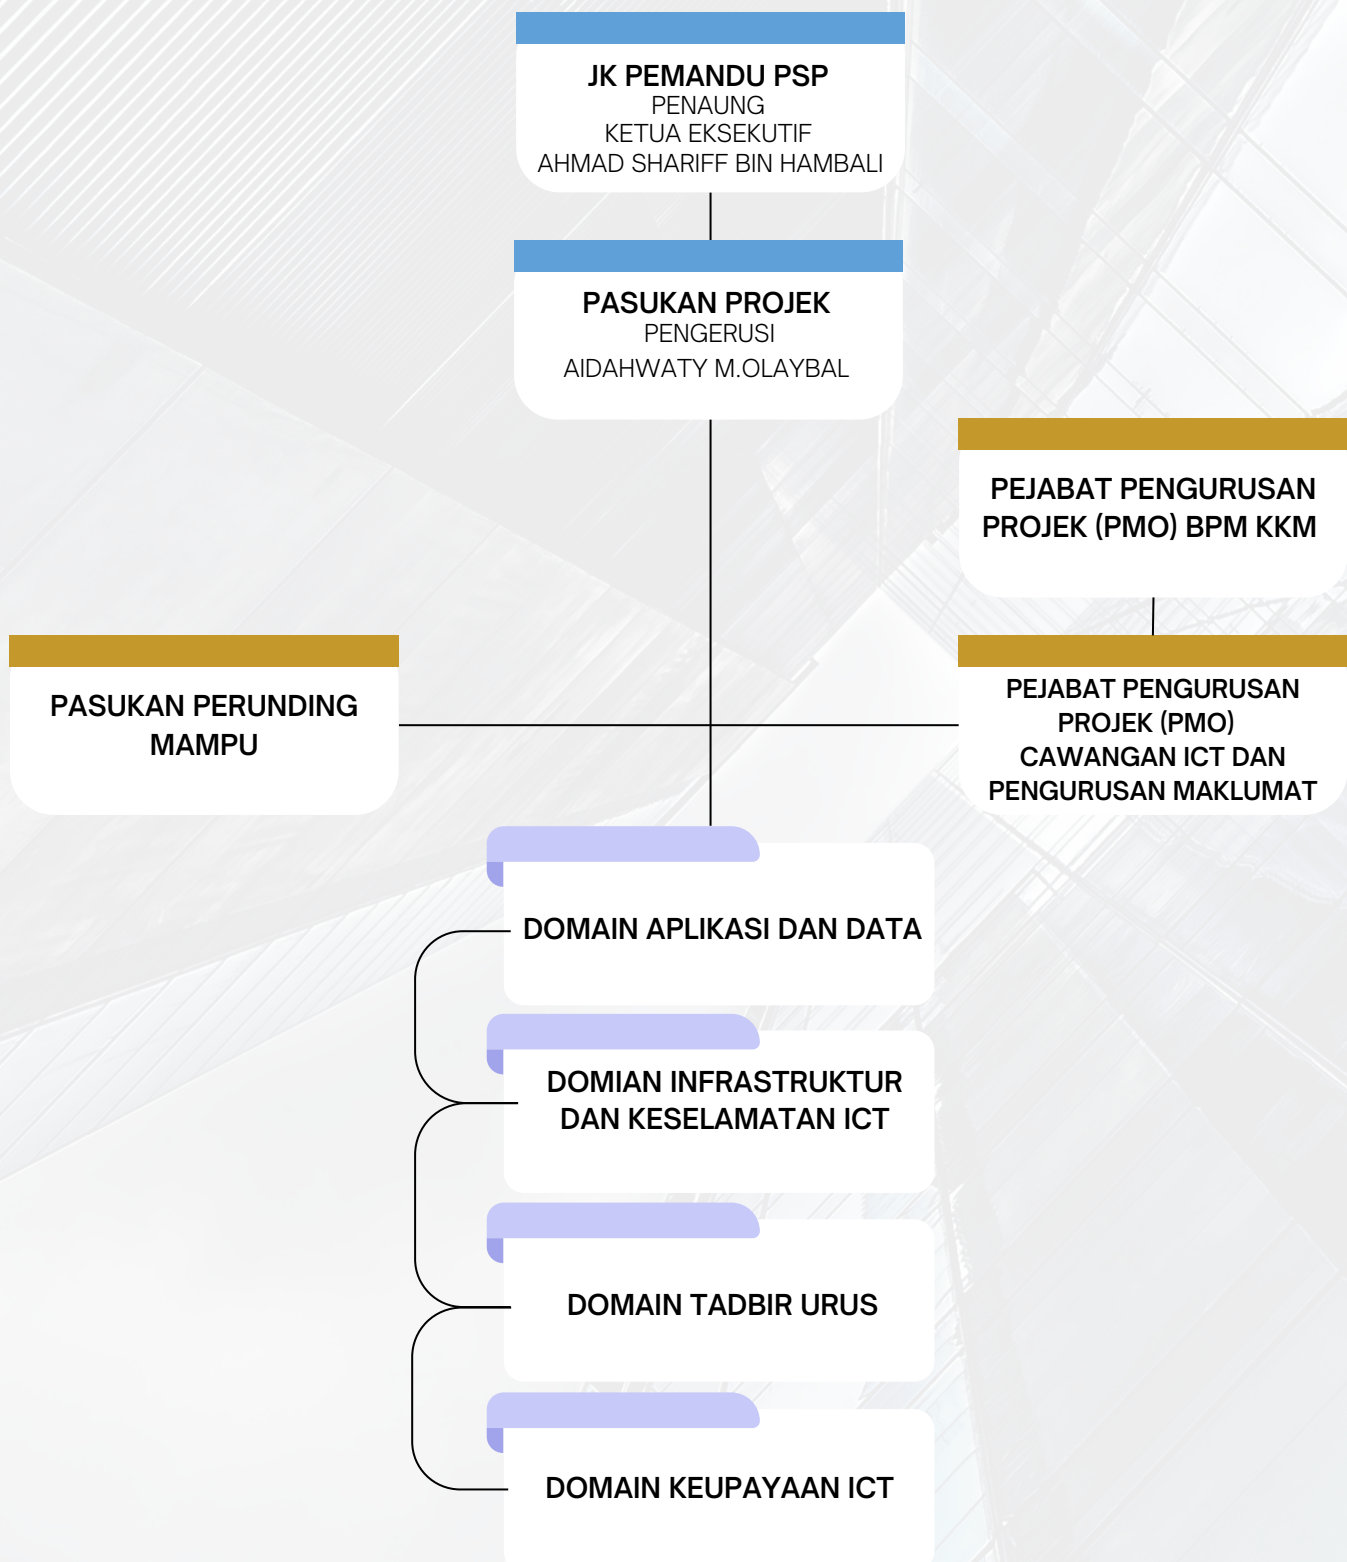 JK PEMANDU PSP
PENAUNG
KETUA EKSEKUTIF
AHMAD SHARIFF BIN HAMBALI
PASUKAN PROJEK
PENGERUSI
AIDAHWATY M.OLAYBAL
PEJABAT PENGURUSAN
PROJEK (PMO) BPM KKM
PASUKAN PERUNDING
MAMPU
PEJABAT PENGURUSAN
PROJEK (PMO)
CAWANGAN ICT DAN
PENGURUSAN MAKLUMAT
DOMAIN APLIKASI DAN DATA
DOMIAN INFRASTRUKTUR
DAN KESELAMATAN ICT
DOMAIN TADBIR URUS
DOMAIN KEUPAYAAN ICT